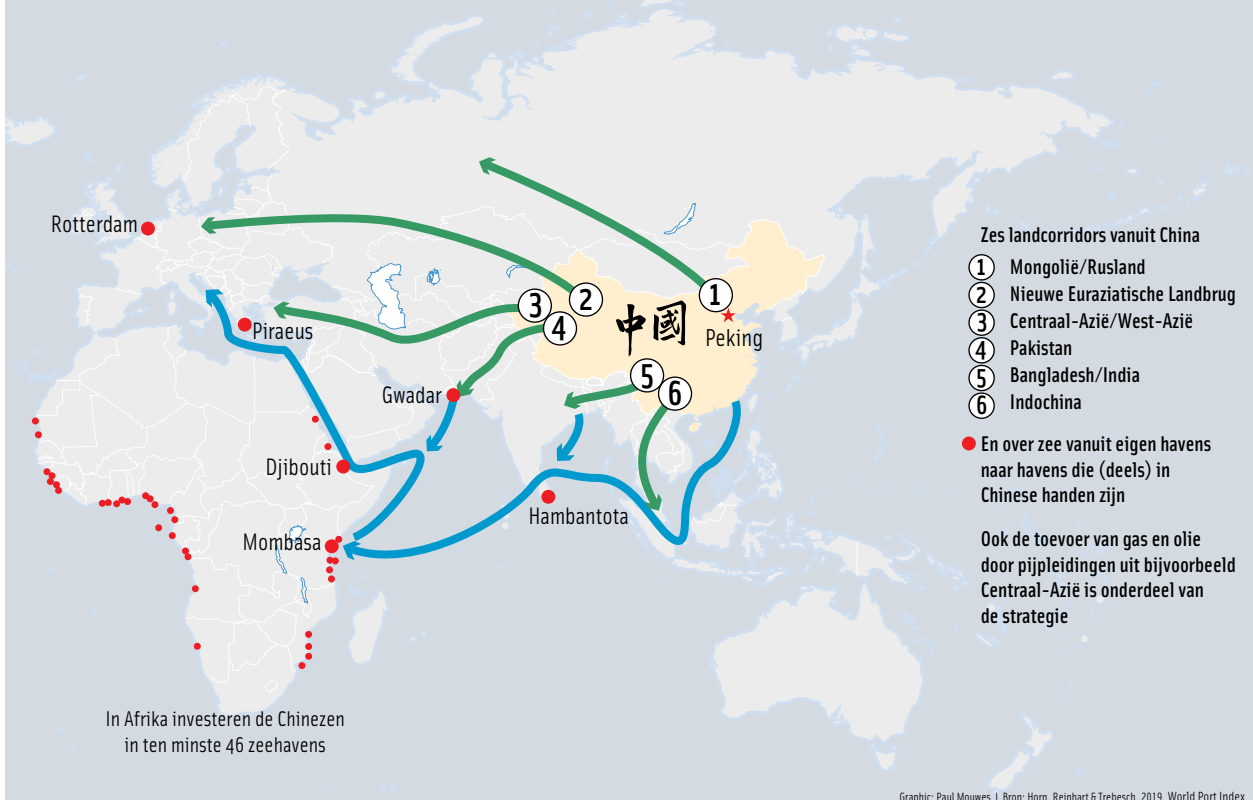 Rotterdam
Piraeus
Gwadar
Djibouti
Mombasa
Hambantota
3
2
4
1
中國
Peking
5
6
Zes landcorridors vanuit China
1 Mongolië/Rusland
2 Nieuwe Euraziatische Landbrug
3 Centraal-Azië/West-Azië
4 Pakistan
5 Bangladesh/India
6 Indochina
En over zee vanuit eigen havens
naar havens die (deels) in
Chinese handen zijn
Ook de toevoer van gas en olie
door pijpleidingen uit bijvoorbeeld
Centraal-Azië is onderdeel van
de strategie
In Afrika investeren de Chinezen
in ten minste 46 zeehavens
Graphic: Paul Mouwes | Bron: Horn, Reinhart & Trebesch, 2019, World Port Index